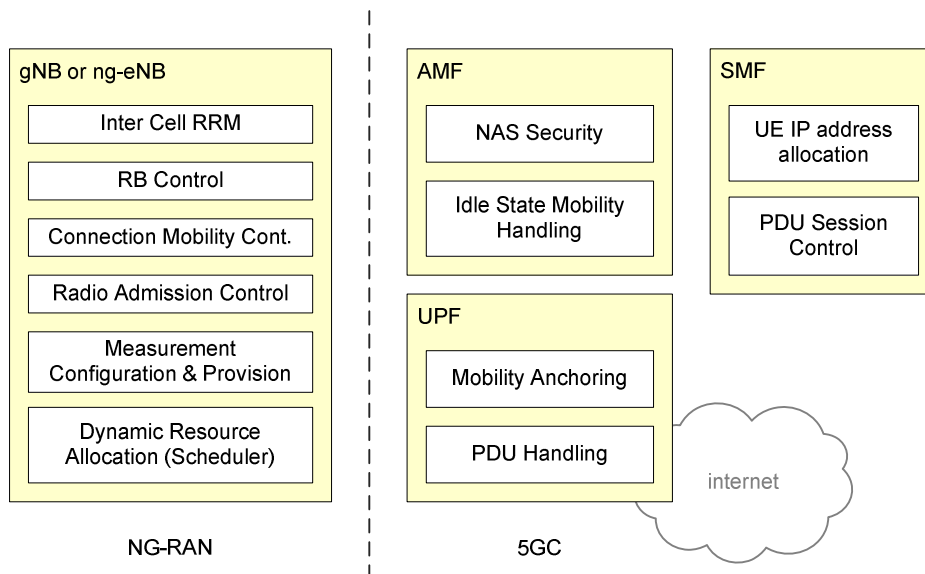 gNB or ng-eNB
Inter Cell RRM
RB Control
Connection Mobility Cont.
Radio Admission Control
Measurement
Configuration & Provision
Dynamic Resource
Allocation (Scheduler)
NG-RAN
AMF
NAS Security
Idle State Mobility
Handling
SMF
UE IP address
allocation
PDU Session
Control
UPF
Mobility Anchoring
PDU Handling
internet
5GC